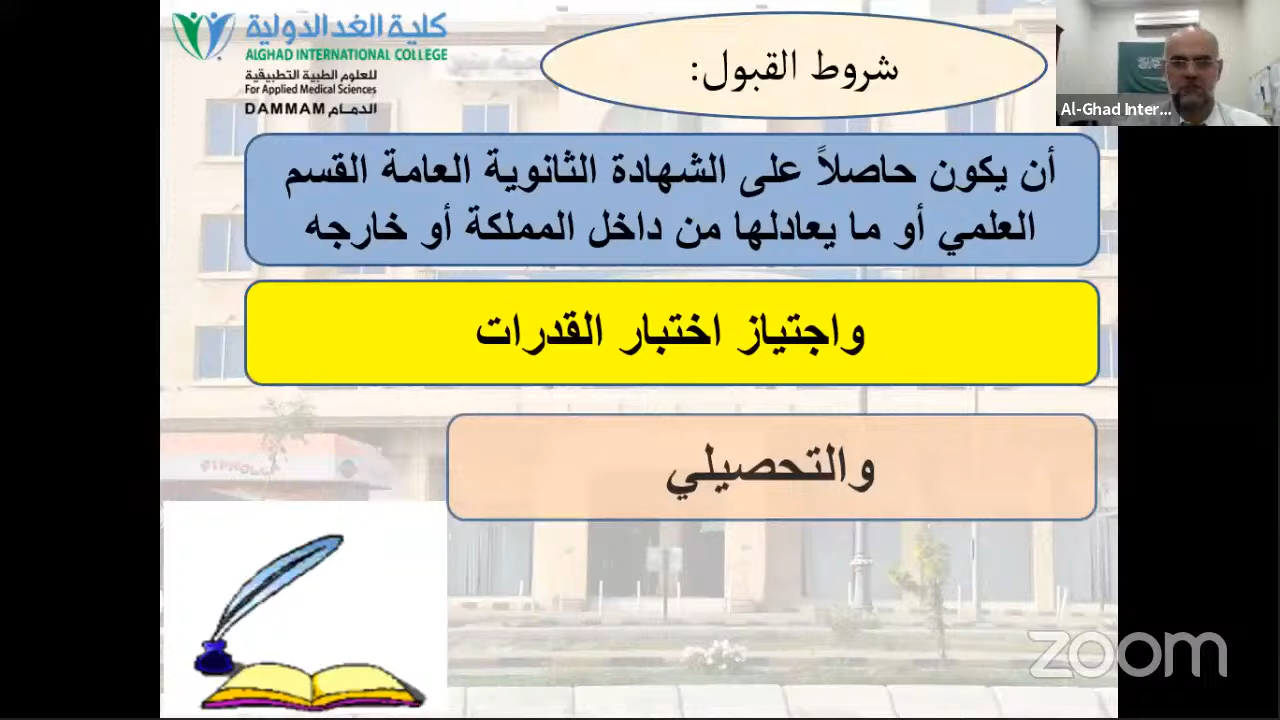 كلية الغد الدولية
ALGHAD INTERNATIONAL COLLEGE
للعلوم الطبية التطبيقية
For Applied Medical Sciences
DAMMAM الدمام
شروط القبول:
Al-Ghad Inter...
أن يكون حاصلاً على الشهادة الثانوية العامة القسم
العلمي أو ما يعادلها من داخل المملكة أو خارجه
واجتياز اختبار القدرات
والتحصيلي
zoom